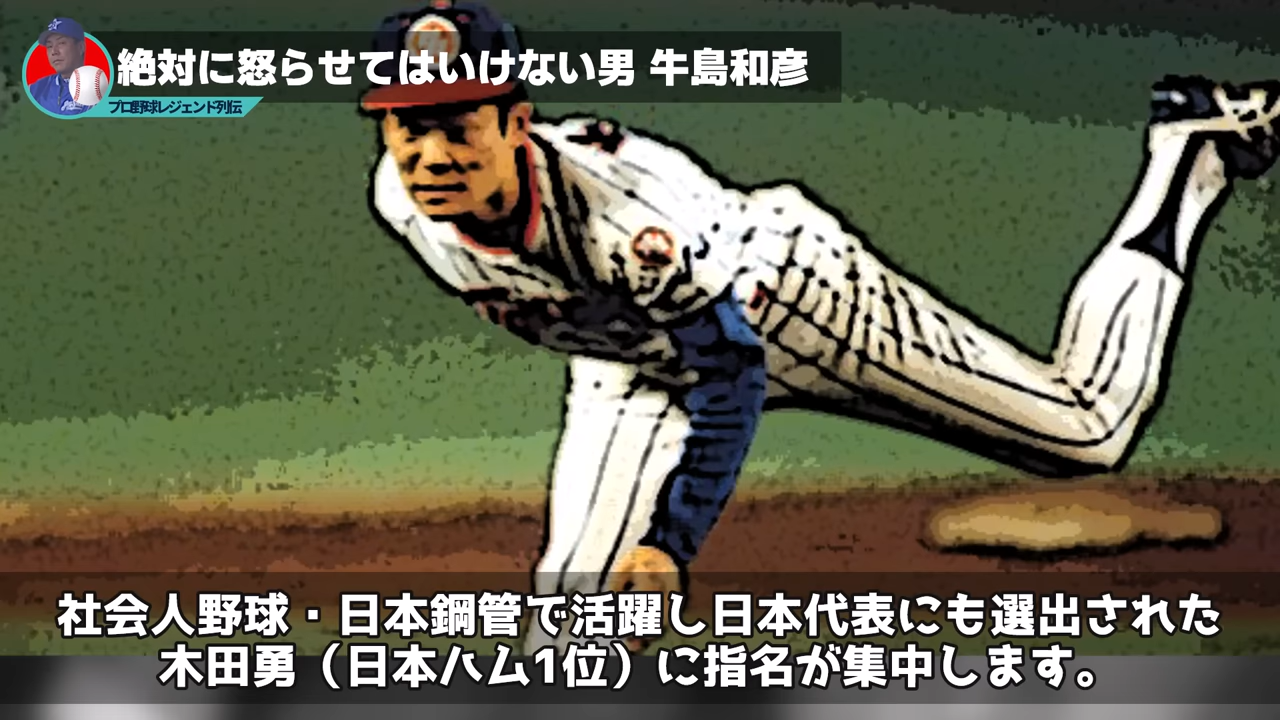 絶対に怒らせてはいけない男 牛島和彦
プロ野球レジェンド列伝
社会人野球・日本鋼管で活躍し日本代表にも選出された
木田勇（日本ハム1位）に指名が集中します。